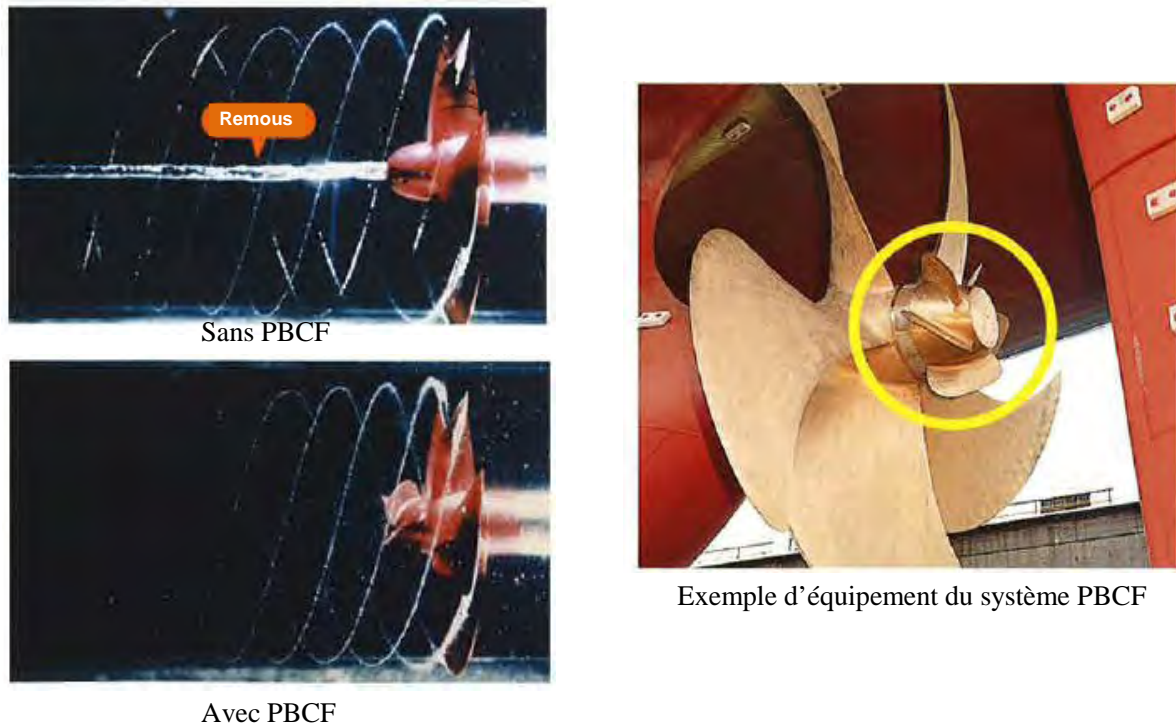 Remous
Sans PBCF
Exemple d’équipement du système PBCF
Avec PBCF